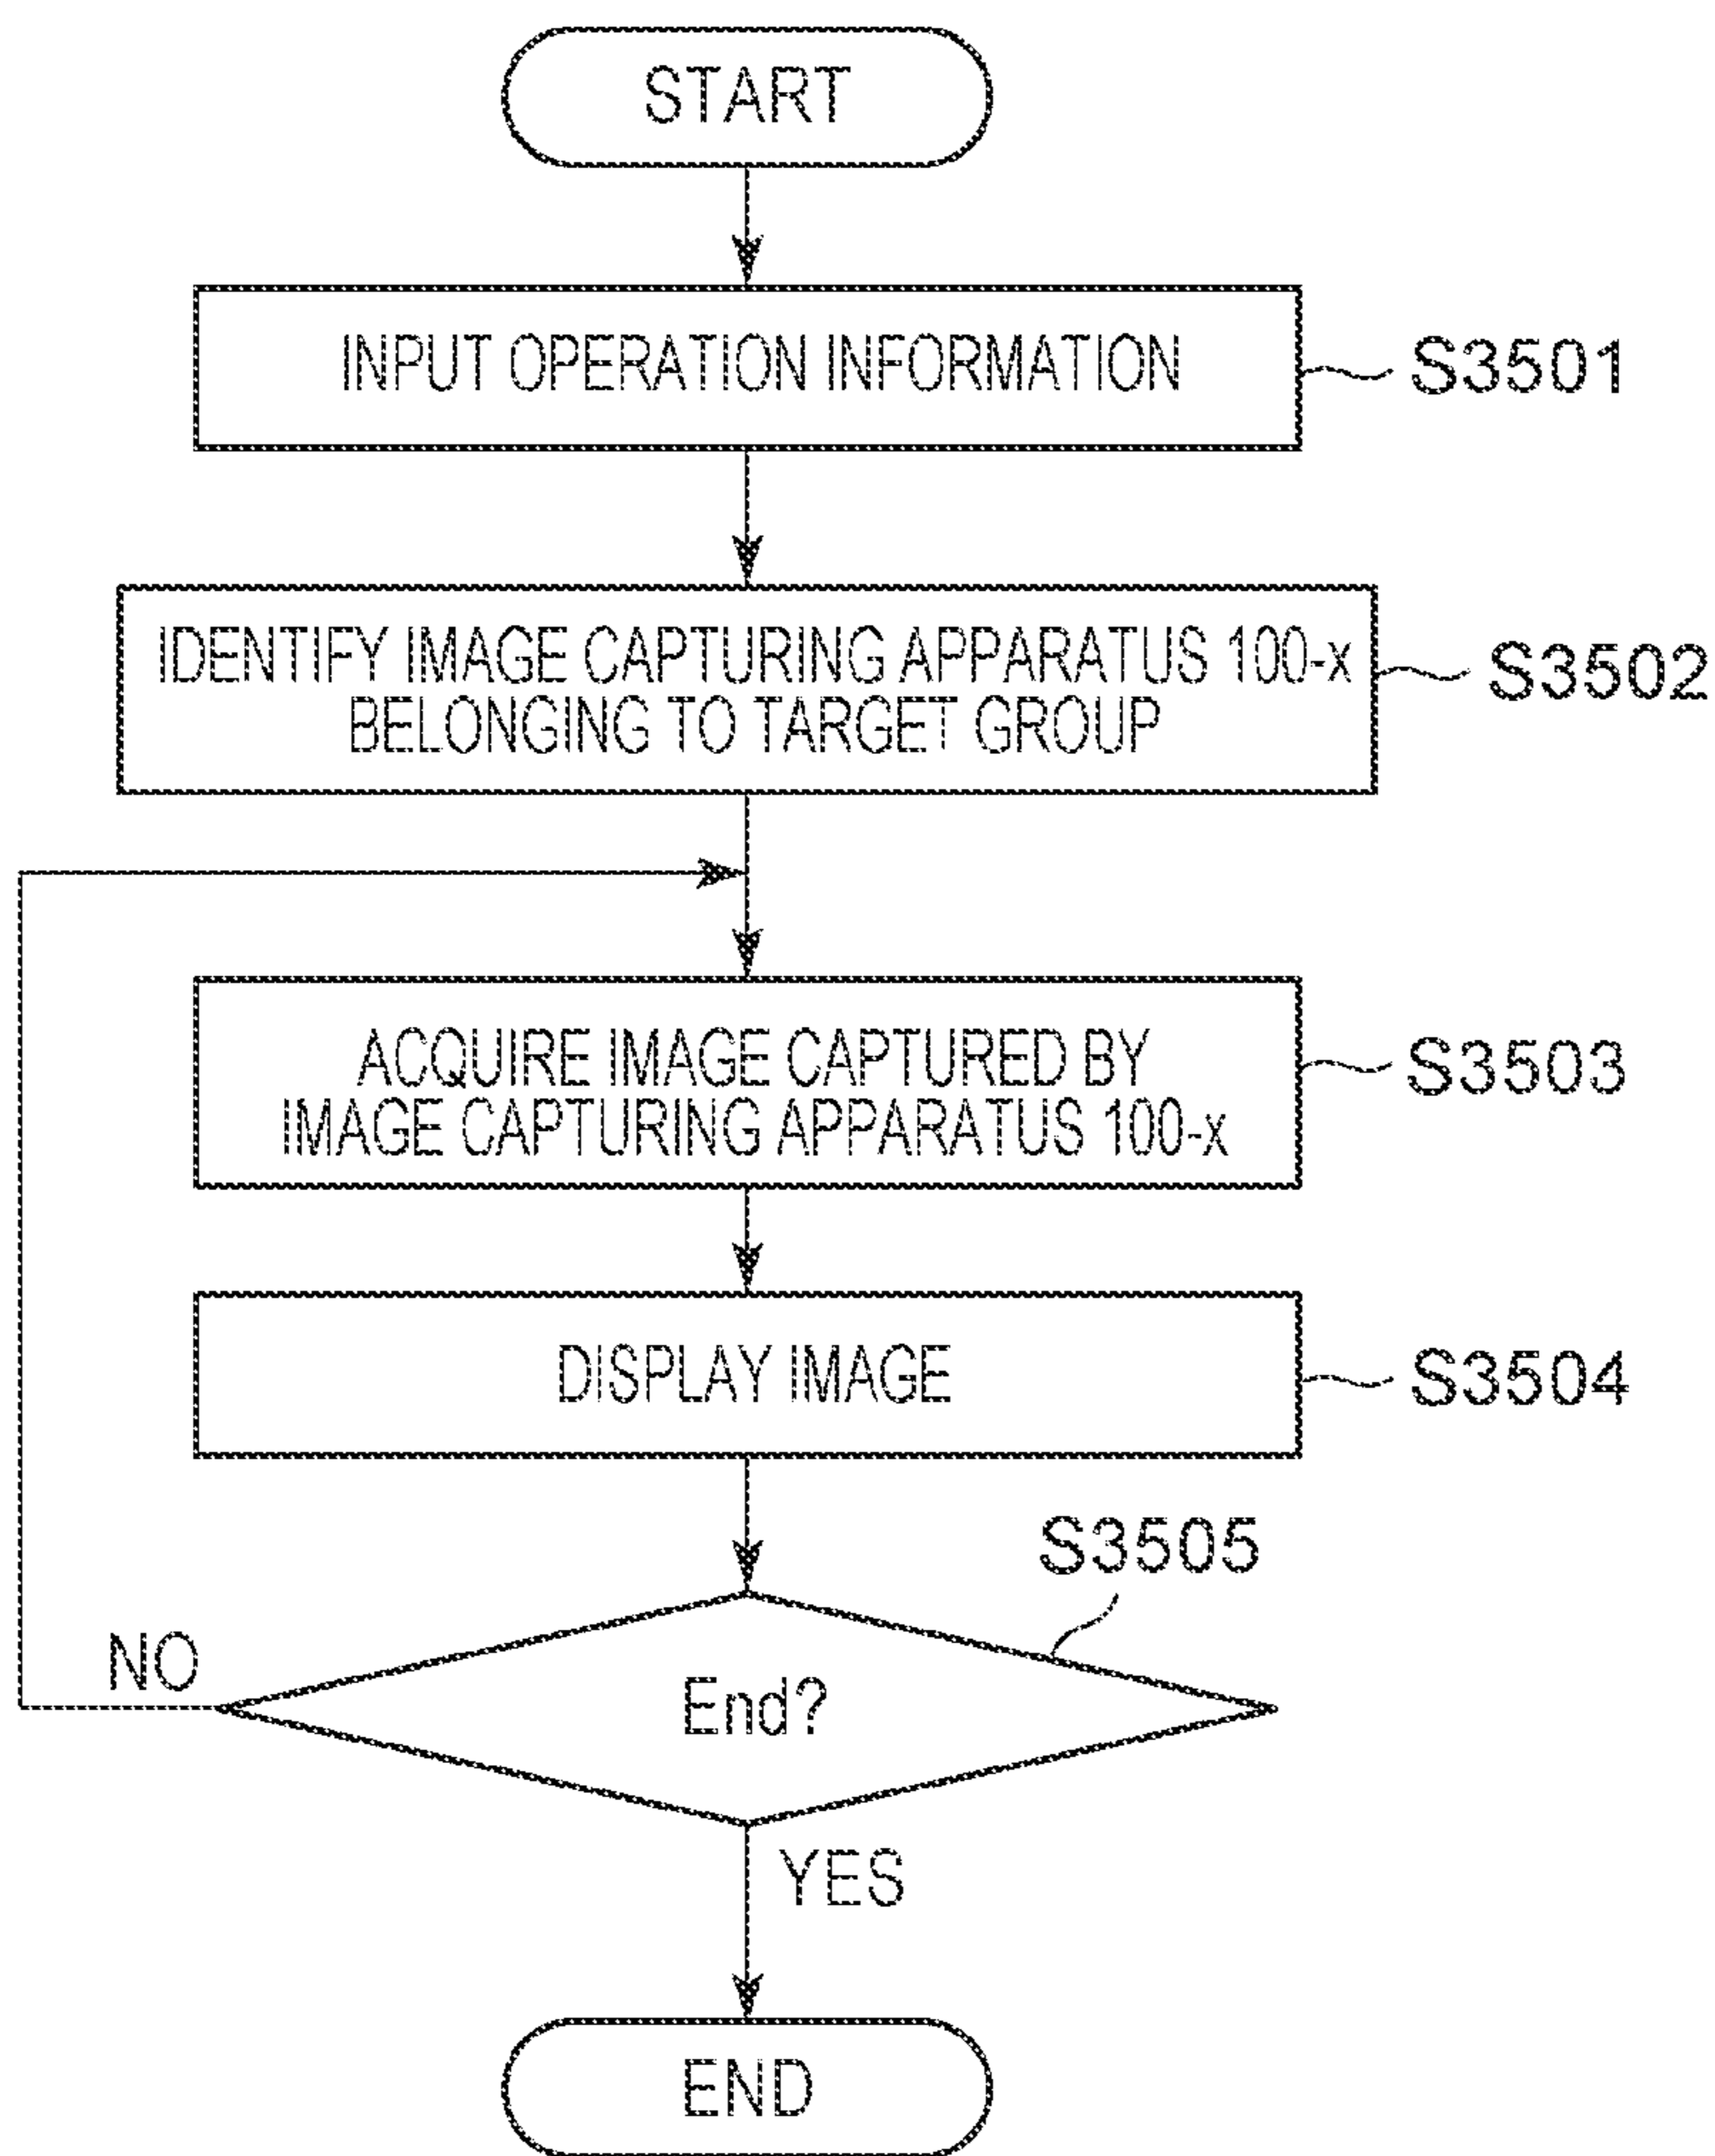 START
INPUT OPERATION INFORMATION
S3501
IDENTIFY IMAGE CAPTURING APPARATUS 100-x
BELONGING TO TARGET GROUP
S3502
ACQUIRE IMAGE CAPTURED BY
IMAGE CAPTURING APPARATUS 100-x
S3503
DISPLAY IMAGE
S3504
S3505
NO
End?
YES
END